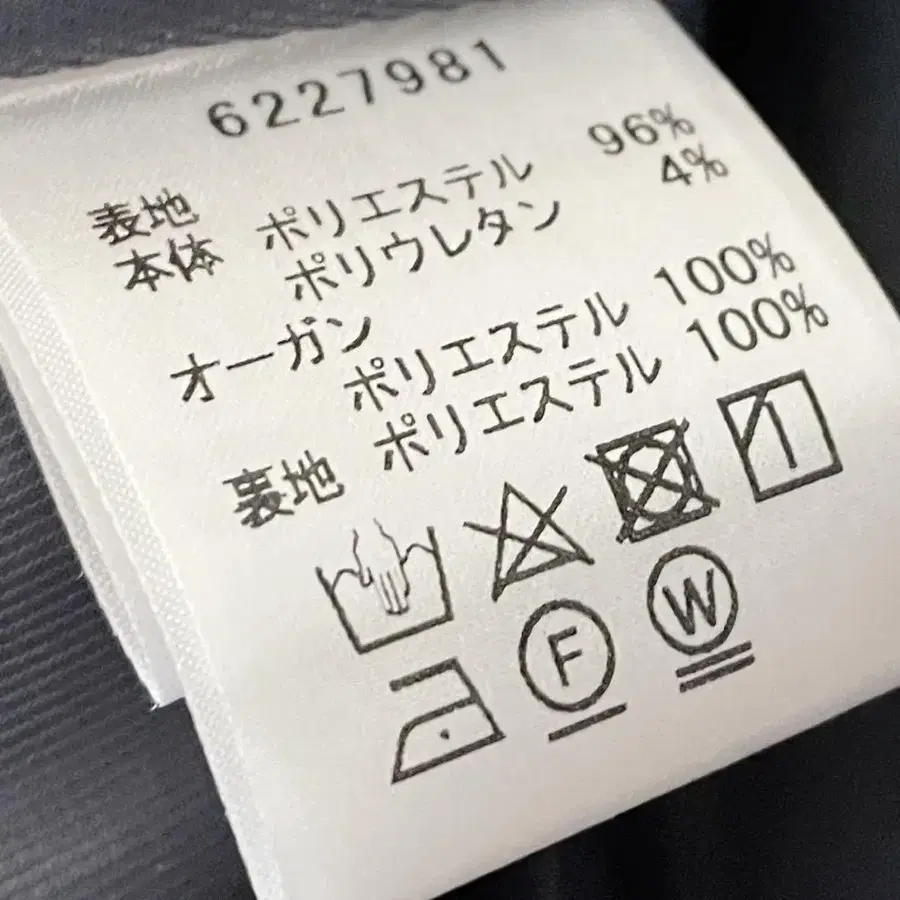 6227981
表地
本体 ポリエステル 96%
ポリウレタン 4%
オーガン
ポリエステル 100%
裏地 ポリエステル 100%
F
W